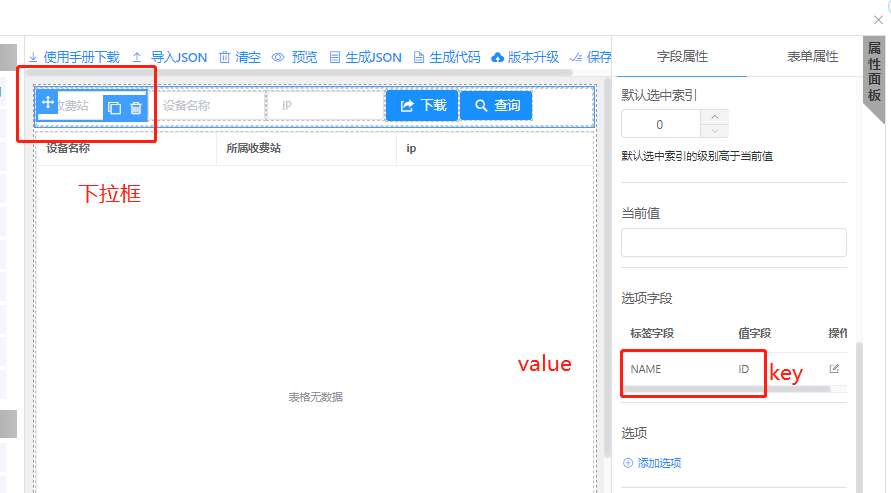 使用手册下载 导入JSON 清空 预览 生成JSON 生成代码 版本升级 保存
收费站 设备名称 IP 下载 查询
设备名称 所属收费站 ip
下拉框
value
表格无数据
字段属性 表单属性
属性面板
默认选中索引
0
默认选中索引的级别高于当前值
当前值
选项字段
标签字段 值字段 操作
NAME ID
key
选项
添加选项